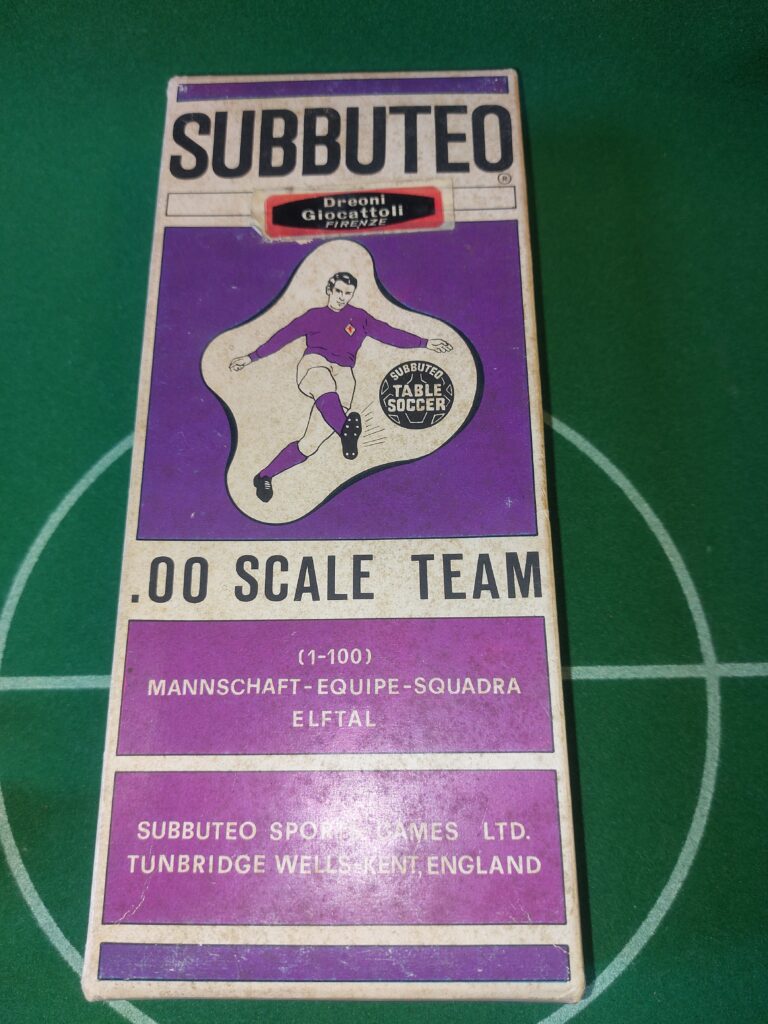 SUBBUTEO
®
Dreoni
Giocattoli
FIRENZE
SUBBUTEO
TABLE
SOCCER
.00 SCALE TEAM
(1-100)
MANNSCHAFT-EQUIPE-SQUADRA
ELFTAL
SUBBUTEO SPORTS GAMES LTD.
TUNBRIDGE WELLS-KENT, ENGLAND